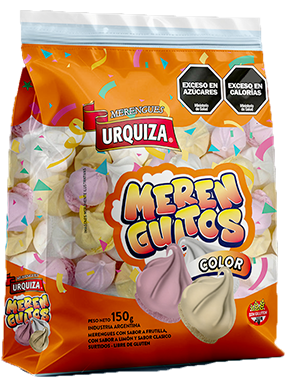 EXCESO EN
AZÚCARES
Ministerio
de Salud
EXCESO EN
CALORÍAS
Ministerio
de Salud
MERENGUES
URQUIZA
MEREN
GUITOS
COLOR
PESO NETO 150g
INDUSTRIA ARGENTINA
MERENGUES CON SABOR A FRUTILLA,
CON SABOR A LIMÓN Y SABOR CLÁSICO
SURTIDOS - LIBRE DE GLUTEN
SIN GLUTEN
URQUIZA
MEREN
GUITOS